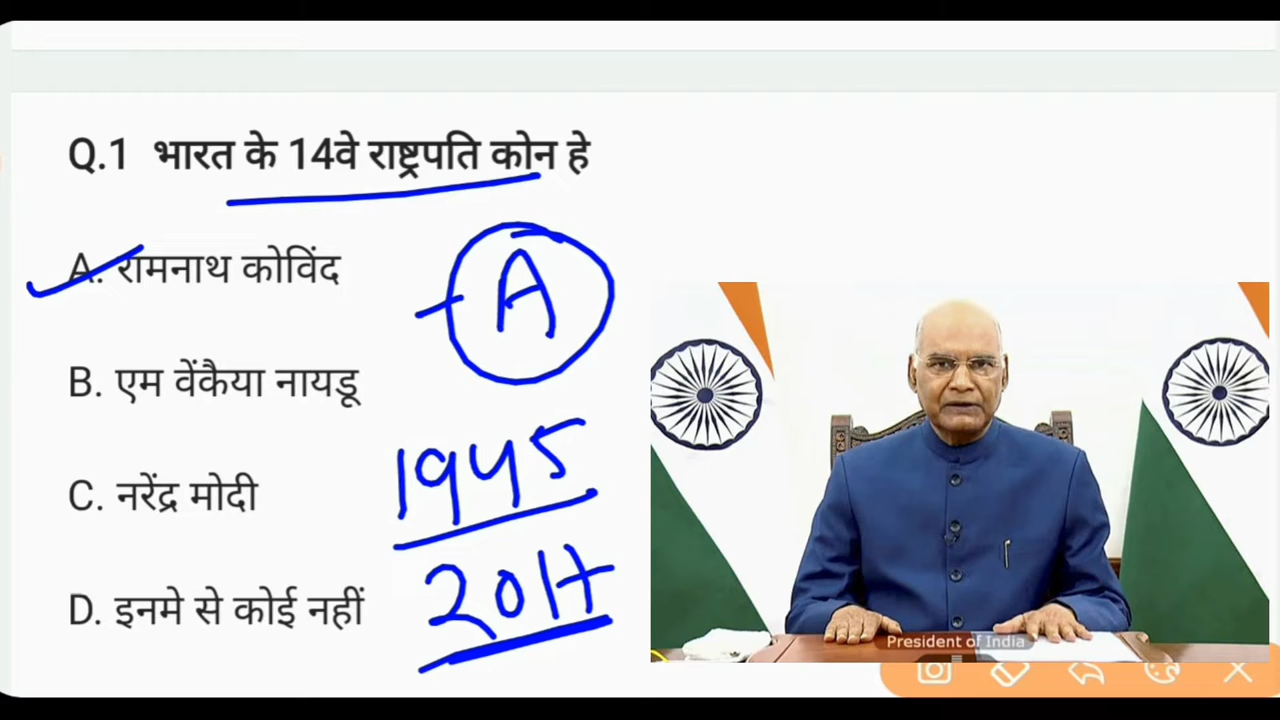 Q.1 भारत के 14वे राष्ट्रपति कोन हे
A. रामनाथ कोविंद
A
B. एम वेंकैया नायडू
C. नरेंद्र मोदी
1945
D. इनमे से कोई नहीं
2017
President of India